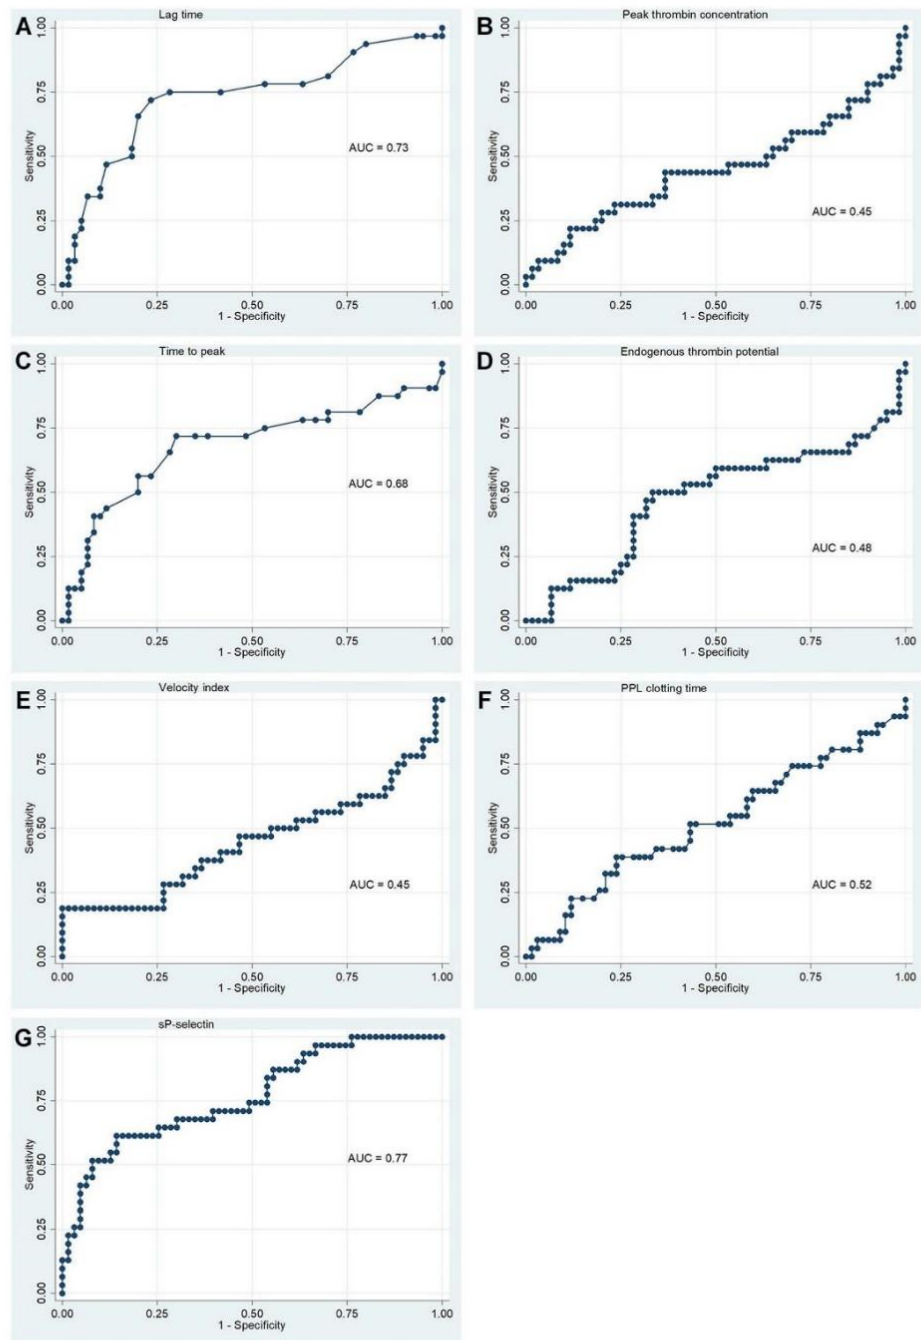 A
Lag time
1.00
0.75
Sensitivity
0.50
AUC = 0.73
0.25
0.00
0.00 0.25 0.50 0.75 1.00
1 - Specificity
B
Peak thrombin concentration
1.00
0.75
Sensitivity
0.50
0.25
AUC = 0.45
0.00
0.00 0.25 0.50 0.75 1.00
1 - Specificity
C
Time to peak
1.00
0.75
Sensitivity
0.50
AUC = 0.68
0.25
0.00
0.00 0.25 0.50 0.75 1.00
1 - Specificity
D
Endogenous thrombin potential
1.00
0.75
Sensitivity
0.50
0.25
AUC = 0.48
0.00
0.00 0.25 0.50 0.75 1.00
1 - Specificity
E
Velocity index
1.00
0.75
Sensitivity
0.50
0.25
AUC = 0.45
0.00
0.00 0.25 0.50 0.75 1.00
1 - Specificity
F
PPL clotting time
1.00
0.75
Sensitivity
0.50
0.25
AUC = 0.52
0.00
0.00 0.25 0.50 0.75 1.00
1 - Specificity
G
sP-selectin
1.00
0.75
Sensitivity
0.50
AUC = 0.77
0.25
0.00
0.00 0.25 0.50 0.75 1.00
1 - Specificity